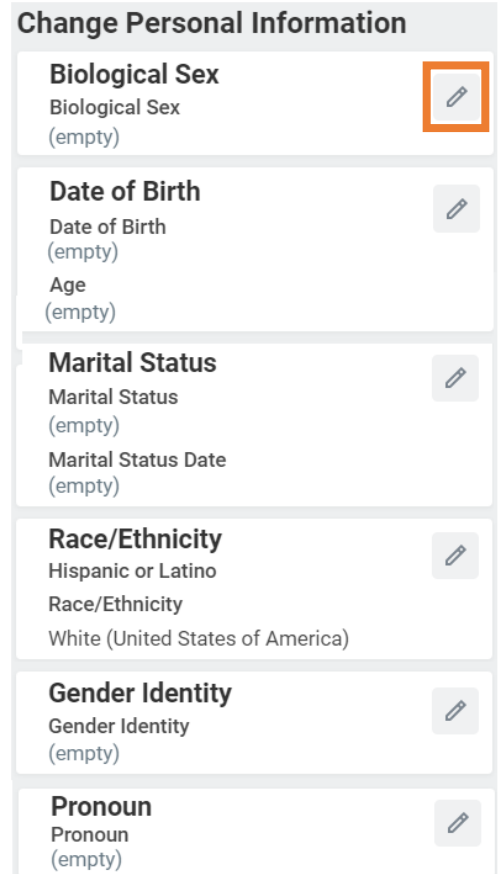 Change Personal Information
Biological Sex
Biological Sex
(empty)
Date of Birth
Date of Birth
(empty)
Age
(empty)
Marital Status
Marital Status
(empty)
Marital Status Date
(empty)
Race/Ethnicity
Hispanic or Latino
Race/Ethnicity
White (United States of America)
Gender Identity
Gender Identity
(empty)
Pronoun
Pronoun
(empty)